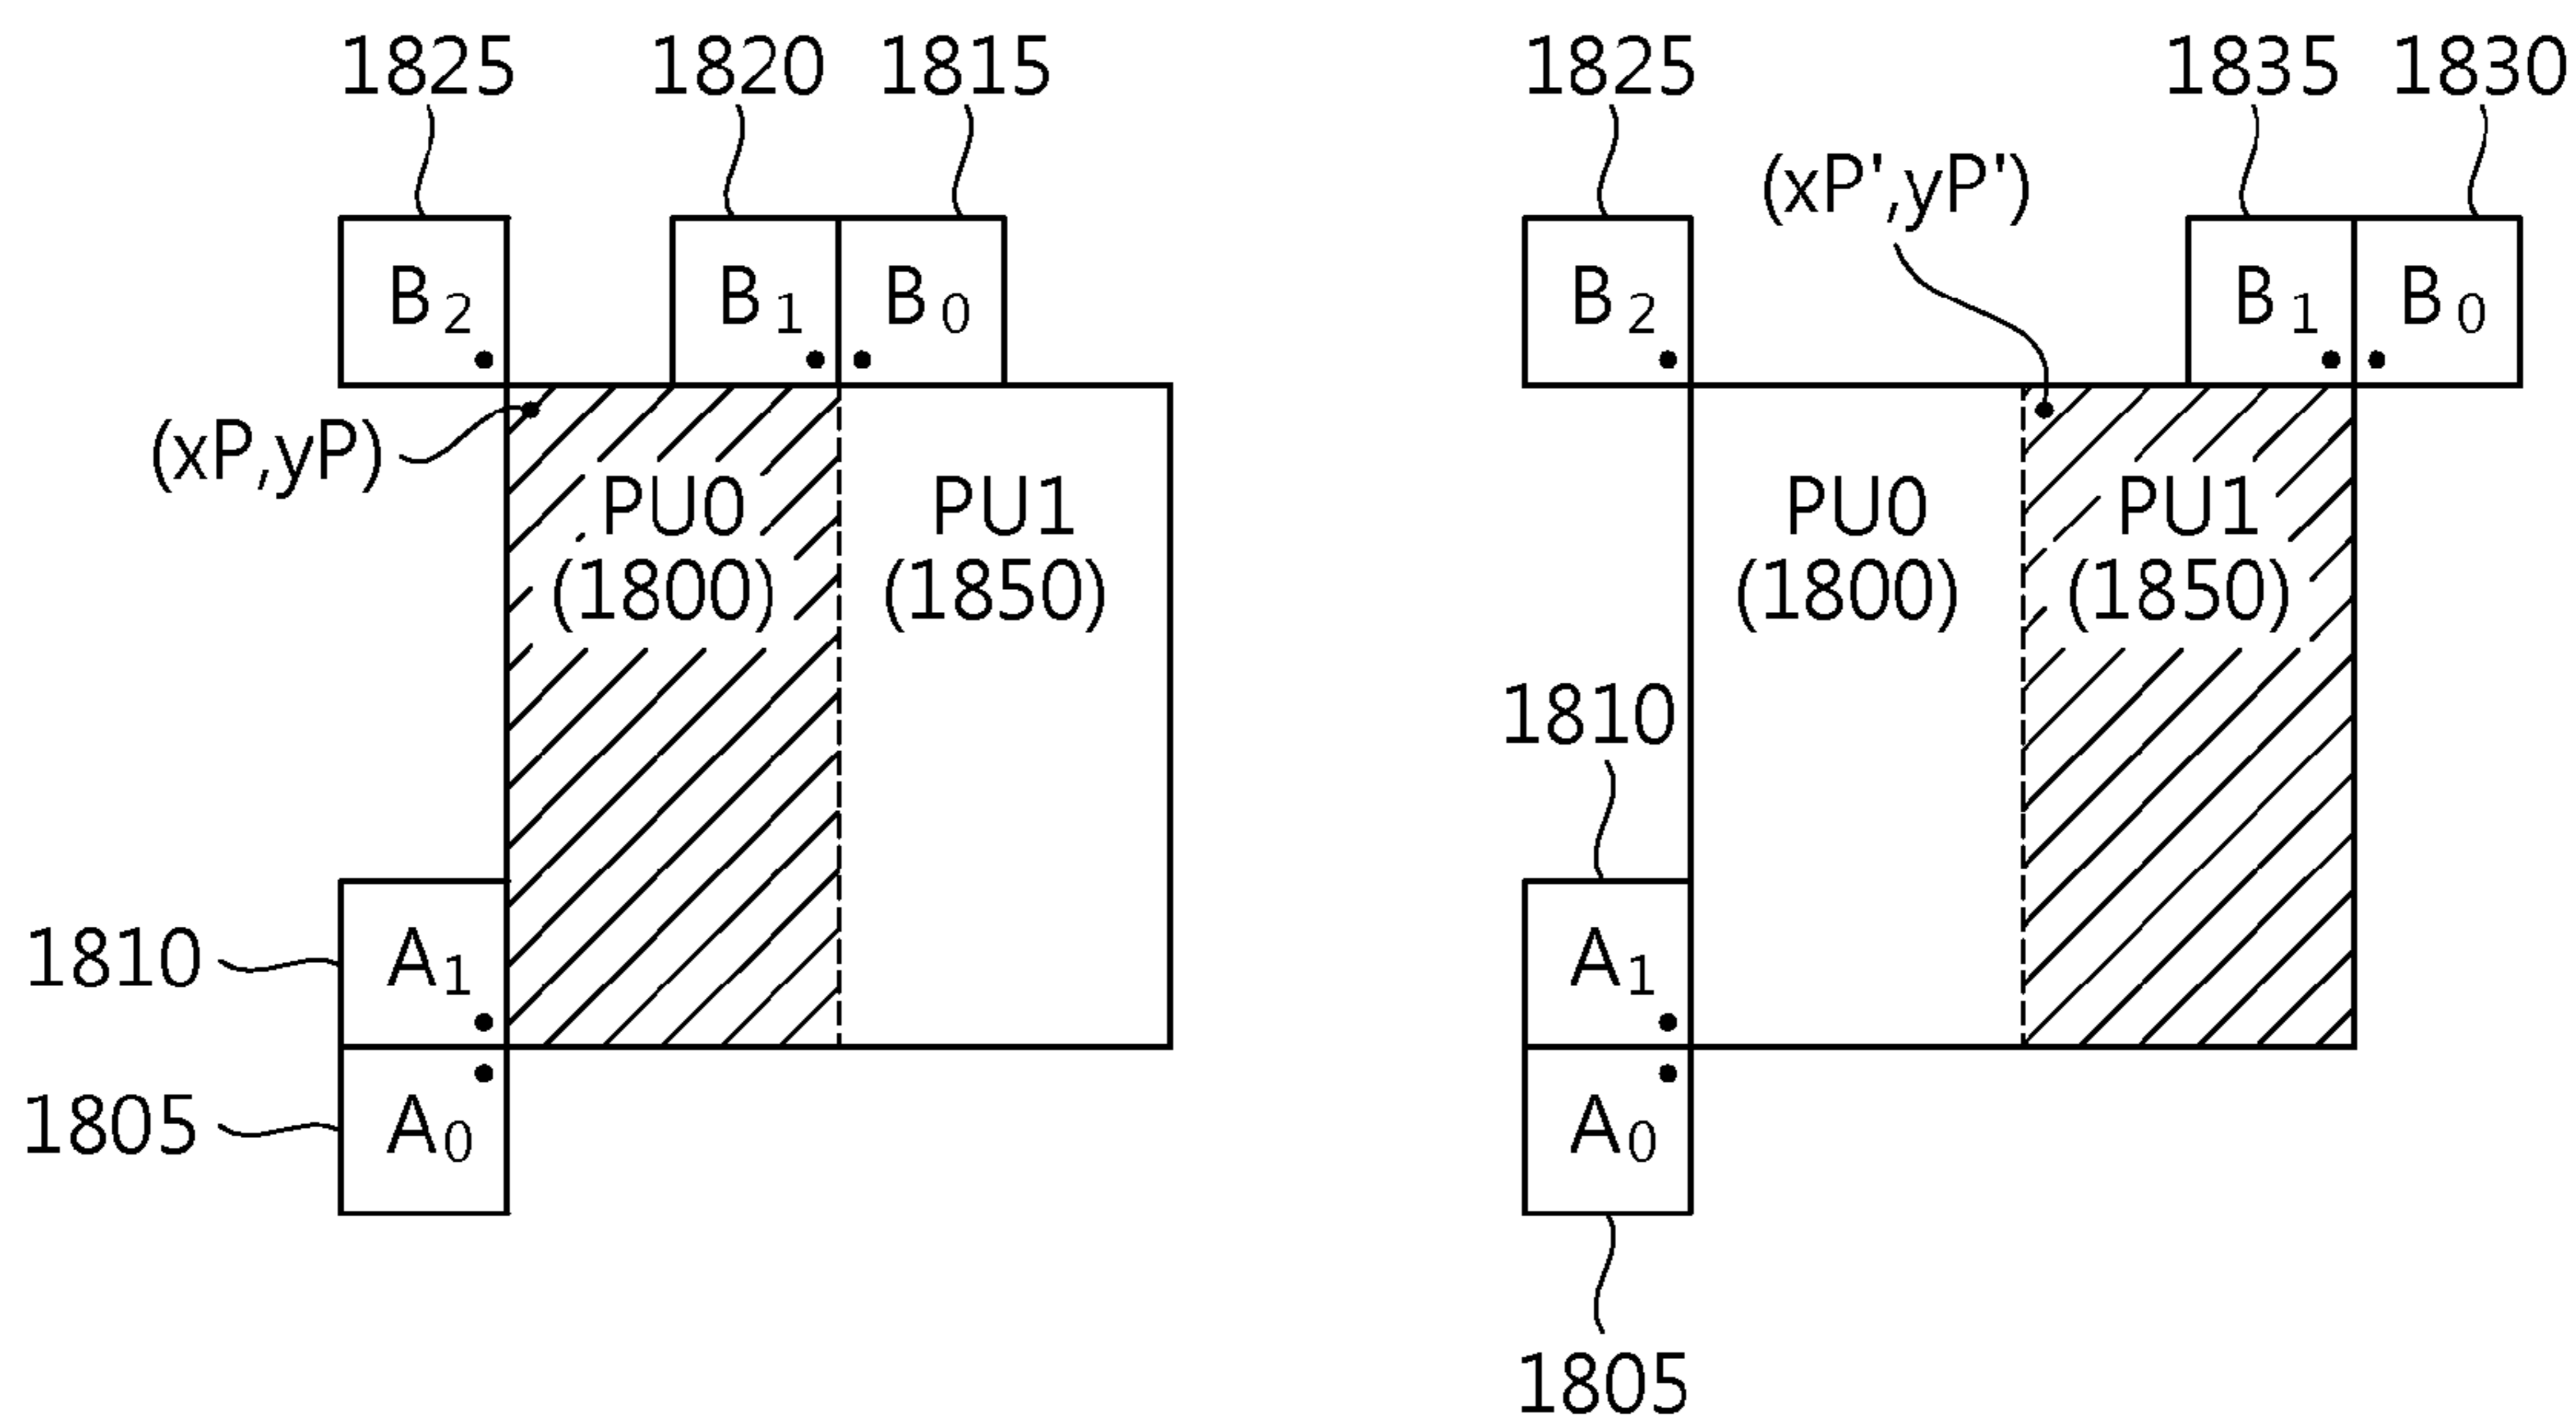 1825
1820
1815
B2
B1
B0
(xP,yP)
PU0
(1800)
PU1
(1850)
1810
A1
1805
A0
1825
(xP',yP')
1835
1830
B2
B1
B0
PU0
(1800)
PU1
(1850)
1810
A1
A0
1805